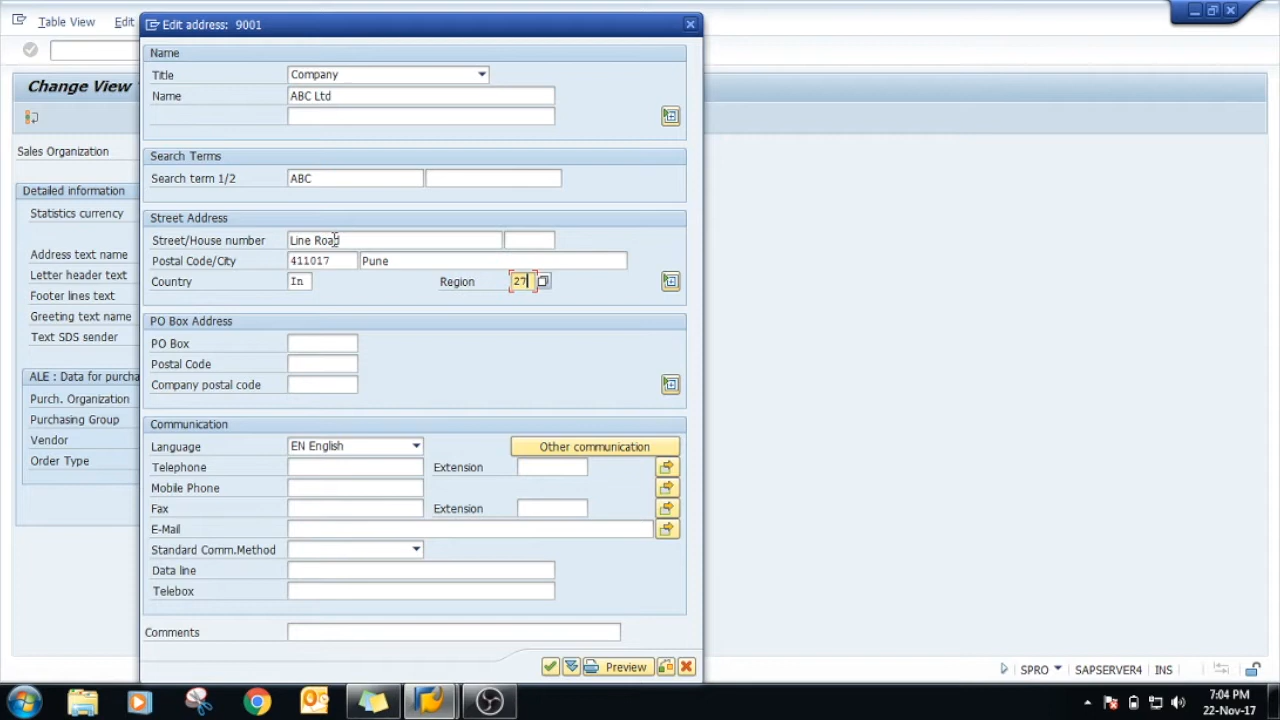 Table View Edit
Edit address: 9001
Change View
Sales Organization
Detailed information
Statistics currency
Address text name
Letter header text
Footer lines text
Greeting text name
Text SDS sender
ALE : Data for purcha
Purch. Organization
Purchasing Group
Vendor
Order Type
Name
Title Company
Name ABC Ltd
Search Terms
Search term 1/2 ABC
Street Address
Street/House number Line Road
Postal Code/City 411017 Pune
Country In Region 27
PO Box Address
PO Box
Postal Code
Company postal code
Communication
Language EN English Other communication
Telephone Extension
Mobile Phone
Fax Extension
E-Mail
Standard Comm.Method
Data line
Telebox
Comments
Preview
SPRO SAPSERVER4 INS
7:04 PM
22-Nov-17